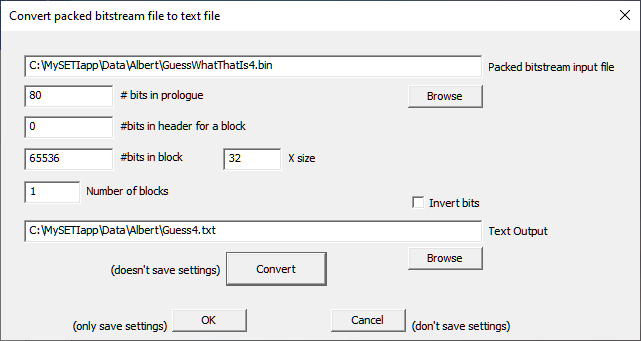 Convert packed bitstream file to text file
C:\MySETIapp\Data\Albert\GuessWhatThatIs4.bin Packed bitstream input file
80 # bits in prologue Browse
0 #bits in header for a block
65536 #bits in block 32 X size
1 Number of blocks
Invert bits
C:\MySETIapp\Data\Albert\Guess4.txt Text Output
Browse
(doesn't save settings) Convert
(only save settings) OK Cancel (don't save settings)